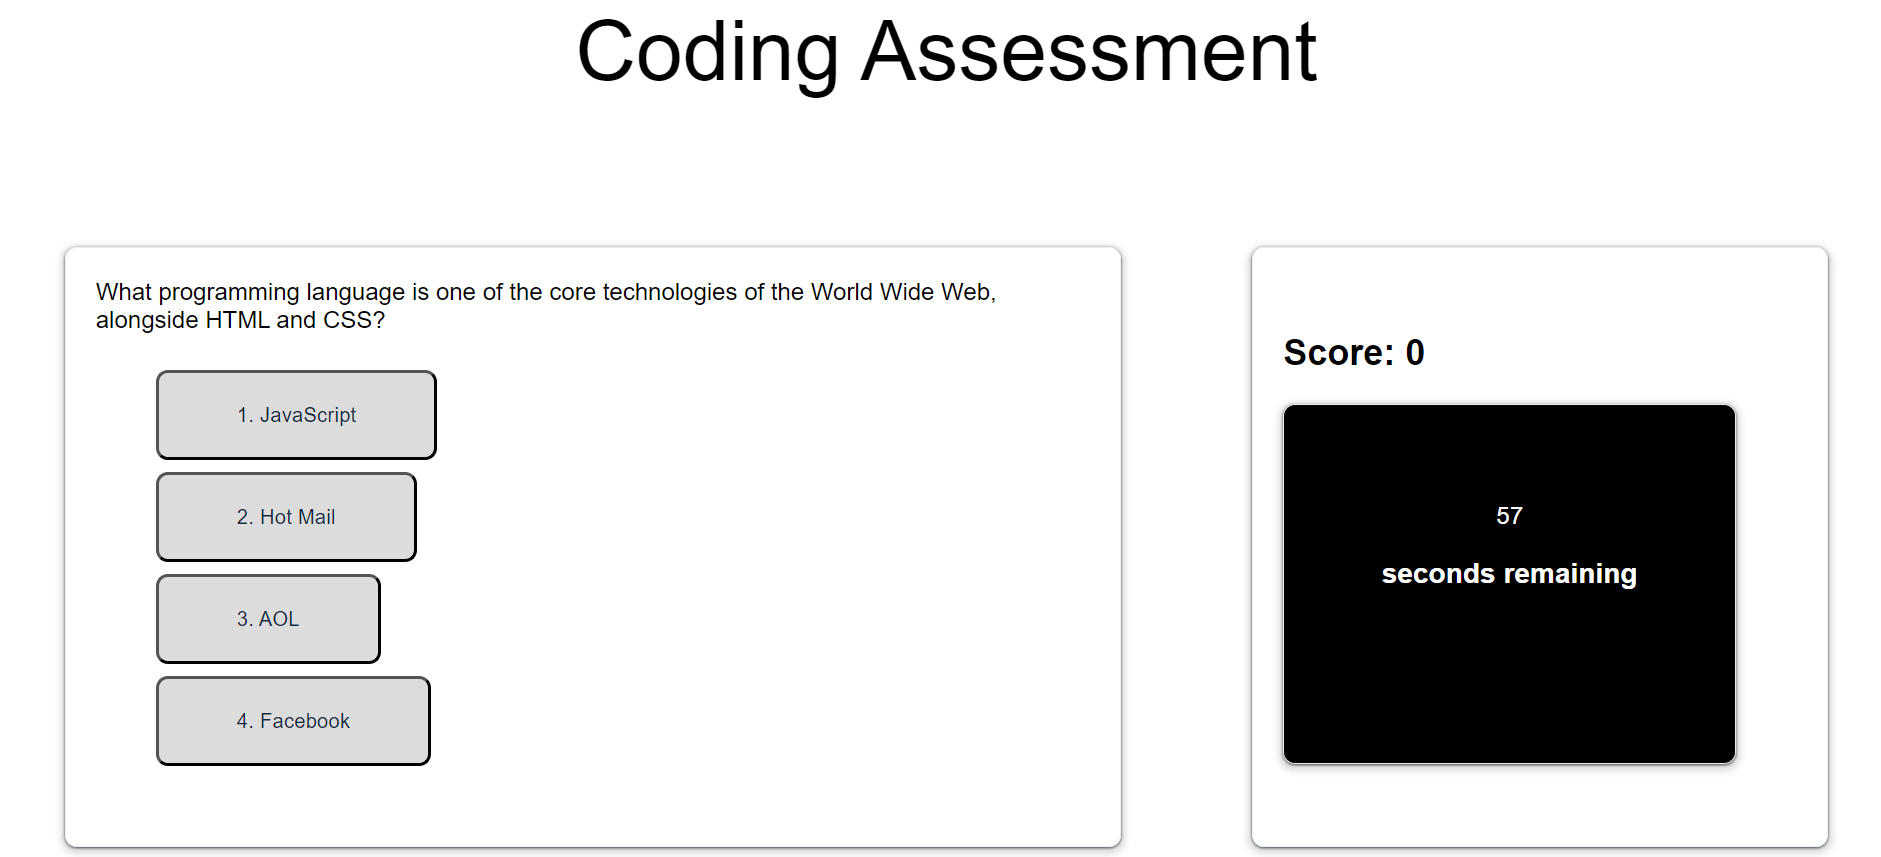 Coding Assessment
What programming language is one of the core technologies of the World Wide Web,
alongside HTML and CSS?
1. JavaScript
2. Hot Mail
3. AOL
4. Facebook
Score: 0
57
seconds remaining